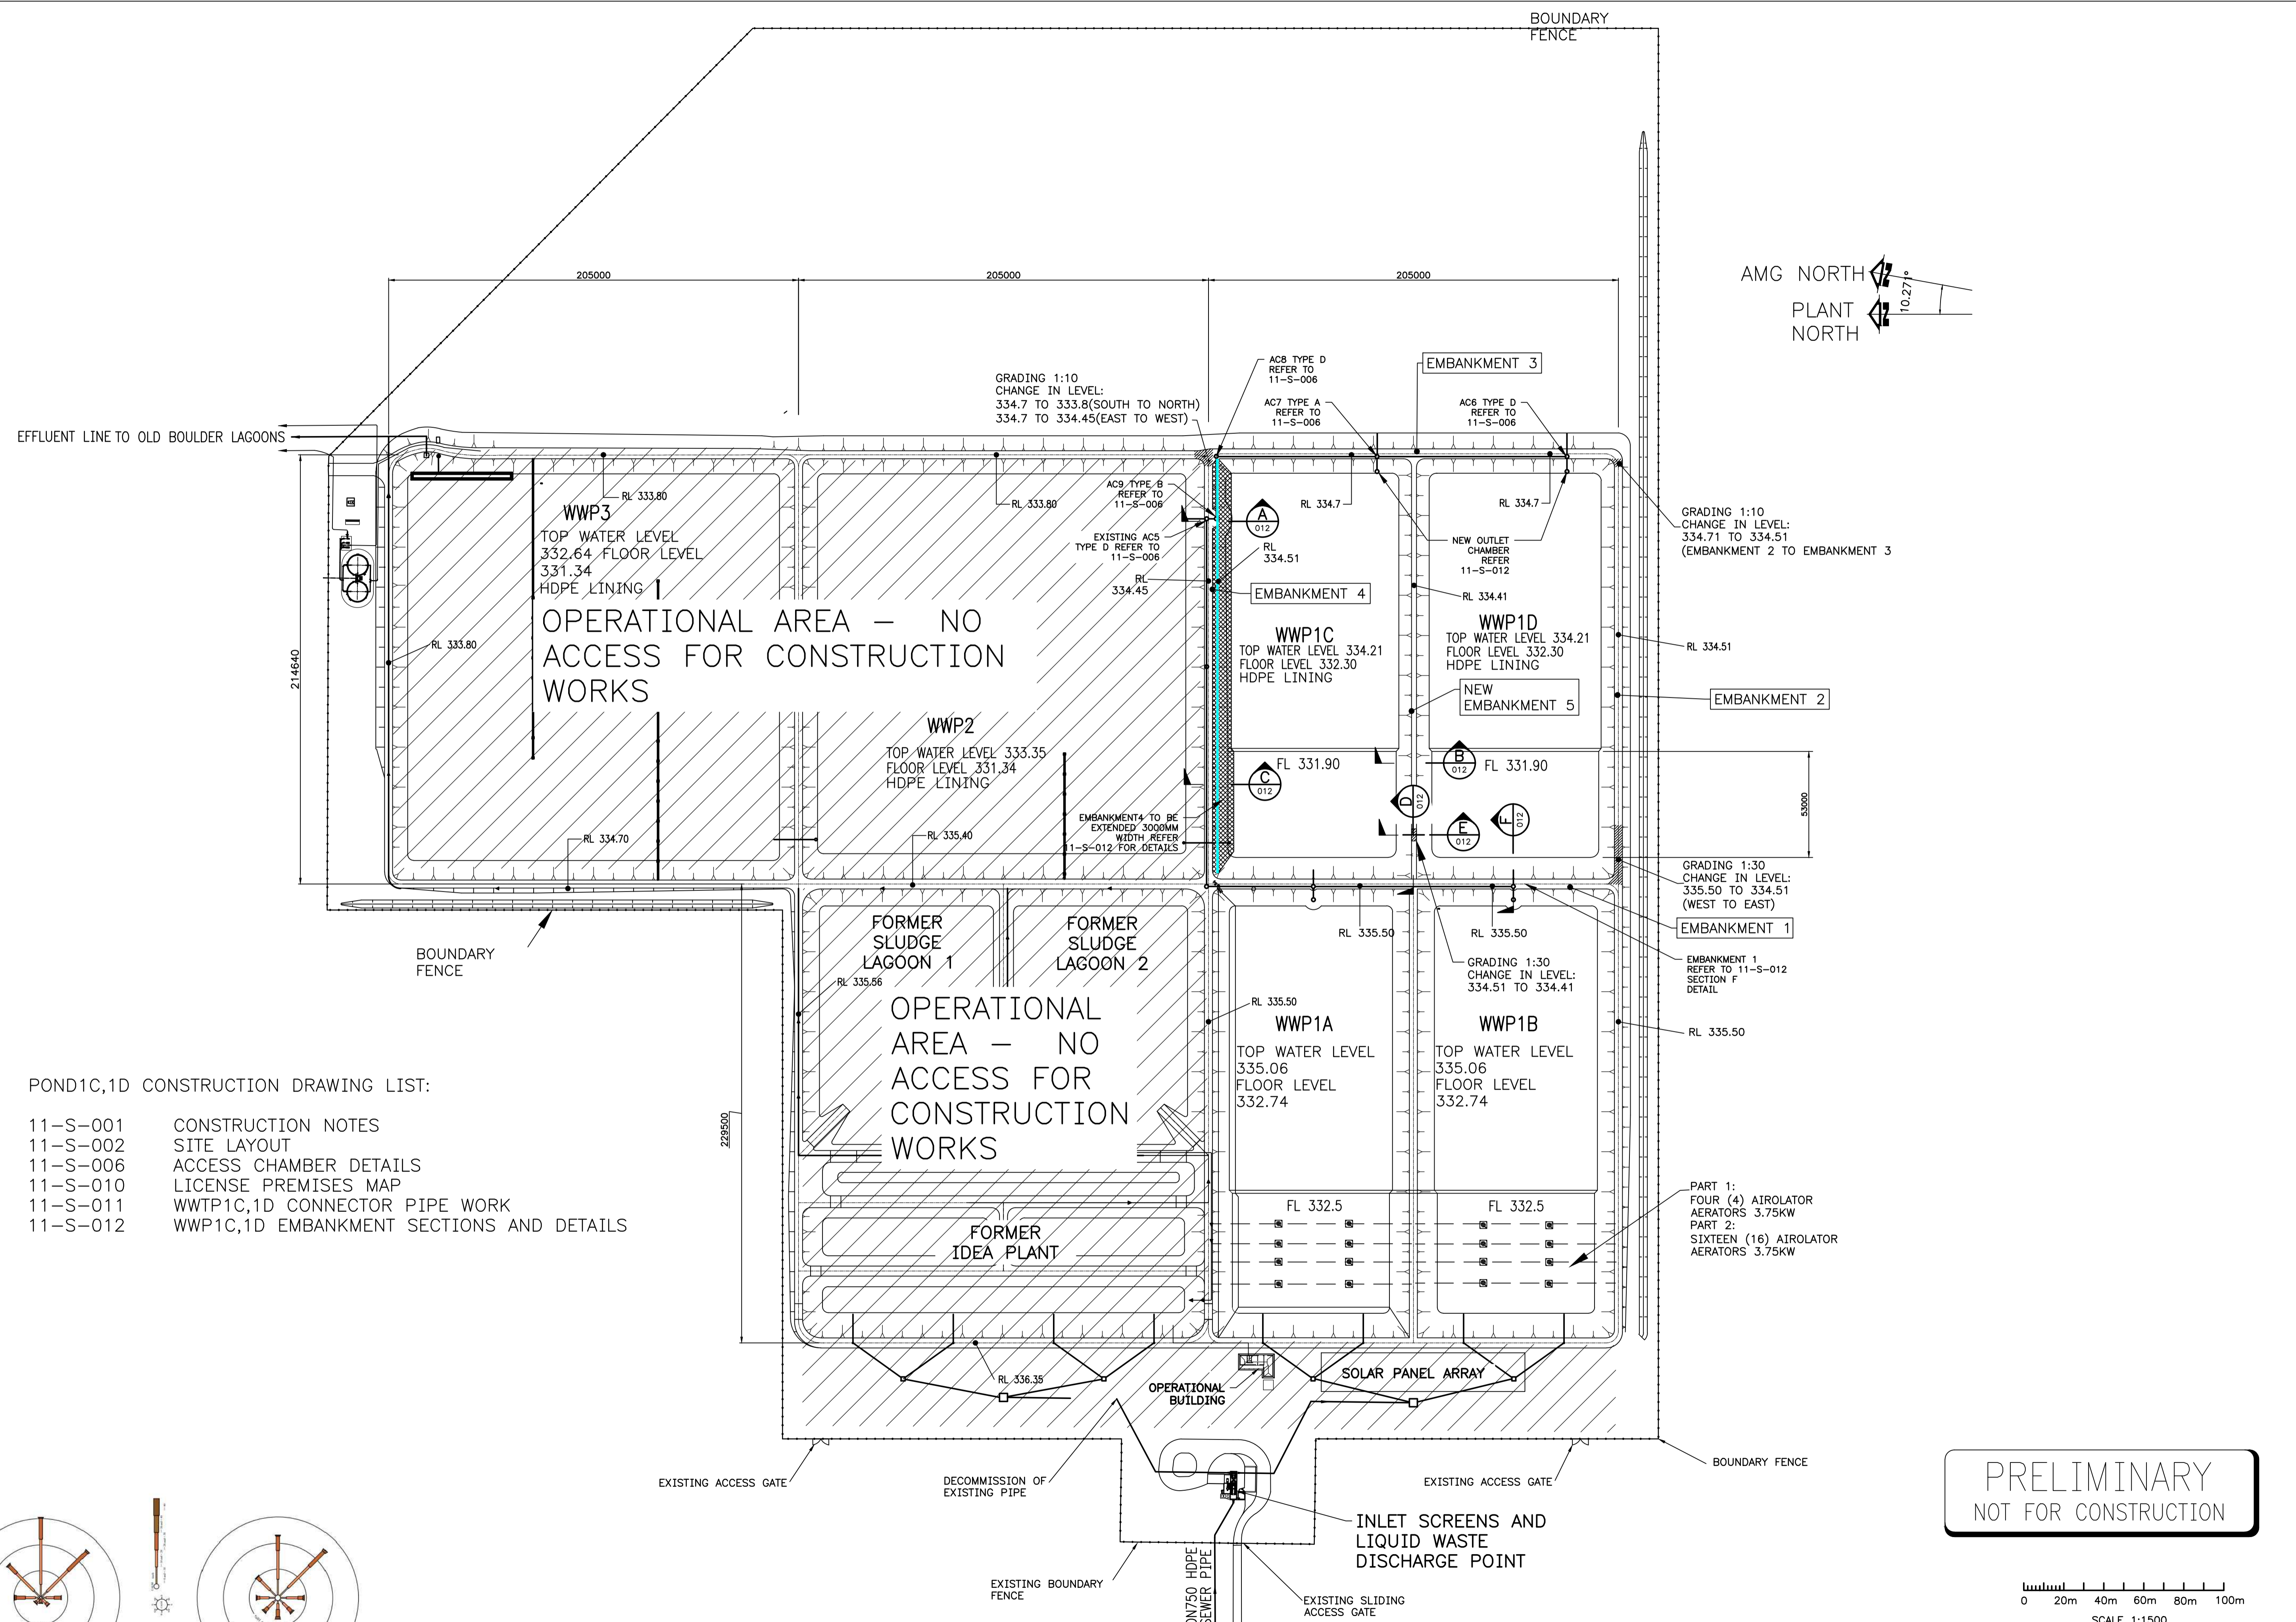 BOUNDARY
FENCE
AMG NORTH
10.271°
PLANT
NORTH
205000
205000
205000
GRADING 1:10
CHANGE IN LEVEL:
334.7 TO 333.8(SOUTH TO NORTH)
334.7 TO 334.45(EAST TO WEST)
AC8 TYPE D
REFER TO
11-S-006
EMBANKMENT 3
AC7 TYPE A
REFER TO
11-S-006
AC6 TYPE D
REFER TO
11-S-006
EFFLUENT LINE TO OLD BOULDER LAGOONS
RL 333.80
WWP3
TOP WATER LEVEL
332.64 FLOOR LEVEL
331.34
HDPE LINING
RL 333.80
AC9 TYPE B
REFER TO
11-S-006
EXISTING AC5
TYPE D REFER TO
11-S-006
A
012
RL 334.7
RL 334.7
RL
334.51
RL
334.45
NEW OUTLET
CHAMBER
REFER
11-S-012
GRADING 1:10
CHANGE IN LEVEL:
334.71 TO 334.51
(EMBANKMENT 2 TO EMBANKMENT 3
EMBANKMENT 4
RL 334.41
OPERATIONAL AREA - NO
ACCESS FOR CONSTRUCTION
WORKS
RL 333.80
214640
WWP1C
TOP WATER LEVEL 334.21
FLOOR LEVEL 332.30
HDPE LINING
WWP1D
TOP WATER LEVEL 334.21
FLOOR LEVEL 332.30
HDPE LINING
RL 334.51
NEW
EMBANKMENT 5
EMBANKMENT 2
WWP2
TOP WATER LEVEL 333.35
FLOOR LEVEL 331.34
HDPE LINING
C
012
FL 331.90
B
012
FL 331.90
D
012
E
012
F
012
53000
EMBANKMENT4 TO BE
EXTENDED 3000MM
WIDTH REFER
11-S-012 FOR DETAILS
RL 334.70
RL 335.40
GRADING 1:30
CHANGE IN LEVEL:
335.50 TO 334.51
(WEST TO EAST)
EMBANKMENT 1
BOUNDARY
FENCE
FORMER
SLUDGE
LAGOON 1
FORMER
SLUDGE
LAGOON 2
RL 335.50
RL 335.50
GRADING 1:30
CHANGE IN LEVEL:
334.51 TO 334.41
EMBANKMENT 1
REFER TO 11-S-012
SECTION F
DETAIL
RL 335.56
OPERATIONAL
AREA - NO
ACCESS FOR
CONSTRUCTION
WORKS
RL 335.50
WWP1A
TOP WATER LEVEL
335.06
FLOOR LEVEL
332.74
WWP1B
TOP WATER LEVEL
335.06
FLOOR LEVEL
332.74
RL 335.50
229500
POND1C,1D CONSTRUCTION DRAWING LIST:
11-S-001 CONSTRUCTION NOTES
11-S-002 SITE LAYOUT
11-S-006 ACCESS CHAMBER DETAILS
11-S-010 LICENSE PREMISES MAP
11-S-011 WWTP1C,1D CONNECTOR PIPE WORK
11-S-012 WWP1C,1D EMBANKMENT SECTIONS AND DETAILS
FL 332.5
FL 332.5
FORMER
IDEA PLANT
PART 1:
FOUR (4) AIROLATOR
AERATORS 3.75KW
PART 2:
SIXTEEN (16) AIROLATOR
AERATORS 3.75KW
RL 336.35
OPERATIONAL
BUILDING
SOLAR PANEL ARRAY
EXISTING ACCESS GATE
DECOMMISSION OF
EXISTING PIPE
EXISTING ACCESS GATE
BOUNDARY FENCE
INLET SCREENS AND
LIQUID WASTE
DISCHARGE POINT
DN750 HDPE
SEWER PIPE
EXISTING BOUNDARY
FENCE
EXISTING SLIDING
ACCESS GATE
PRELIMINARY
NOT FOR CONSTRUCTION
0 20m 40m 60m 80m 100m
SCALE 1:1500